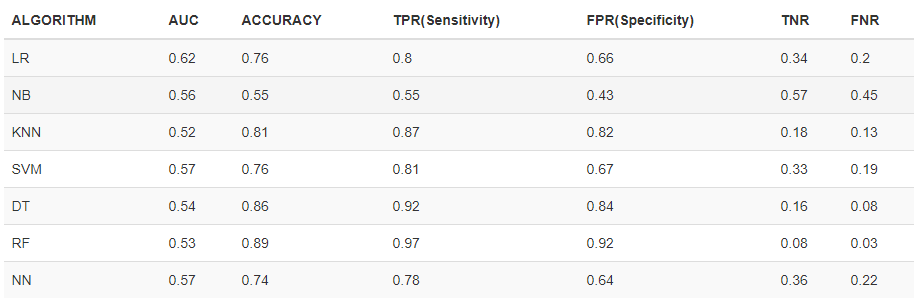 ALGORITHM AUC ACCURACY TPR(Sensitivity) FPR(Specificity) TNR FNR
LR 0.62 0.76 0.8 0.66 0.34 0.2
NB 0.56 0.55 0.55 0.43 0.57 0.45
KNN 0.52 0.81 0.87 0.82 0.18 0.13
SVM 0.57 0.76 0.81 0.67 0.33 0.19
DT 0.54 0.86 0.92 0.84 0.16 0.08
RF 0.53 0.89 0.97 0.92 0.08 0.03
NN 0.57 0.74 0.78 0.64 0.36 0.22